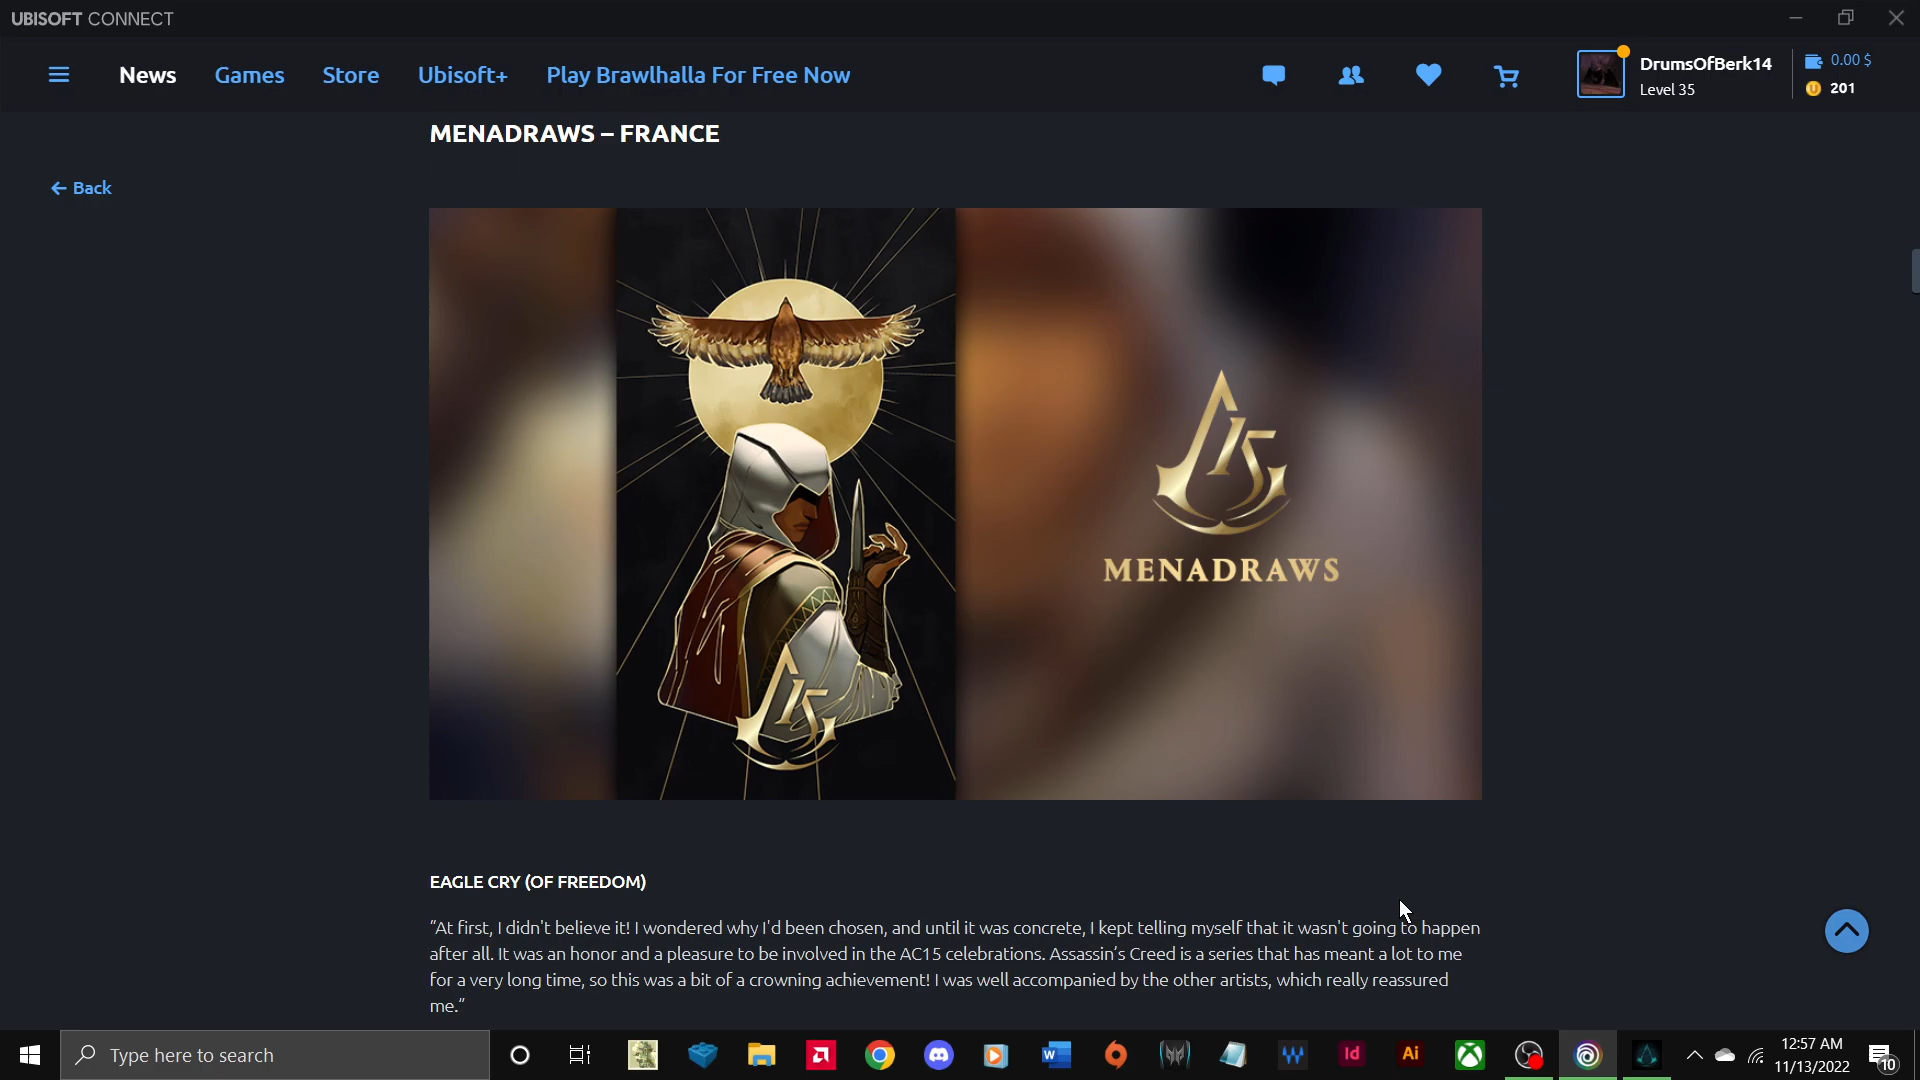 UBISOFT CONNECT
News Games Store Ubisoft+ Play Brawlhalla For Free Now
DrumsOfBerk14
Level 35
0.00 $
201
MENADRAWS – FRANCE
← Back
15
MENADRAWS
15
EAGLE CRY (OF FREEDOM)
“At first, I didn't believe it! I wondered why I'd been chosen, and until it was concrete, I kept telling myself that it wasn't going to happen
after all. It was an honor and a pleasure to be involved in the AC15 celebrations. Assassin’s Creed is a series that has meant a lot to me
for a very long time, so this was a bit of a crowning achievement! I was well accompanied by the other artists, which really reassured
me.”
Type here to search
W
Id
Ai
12:57 AM
11/13/2022
10